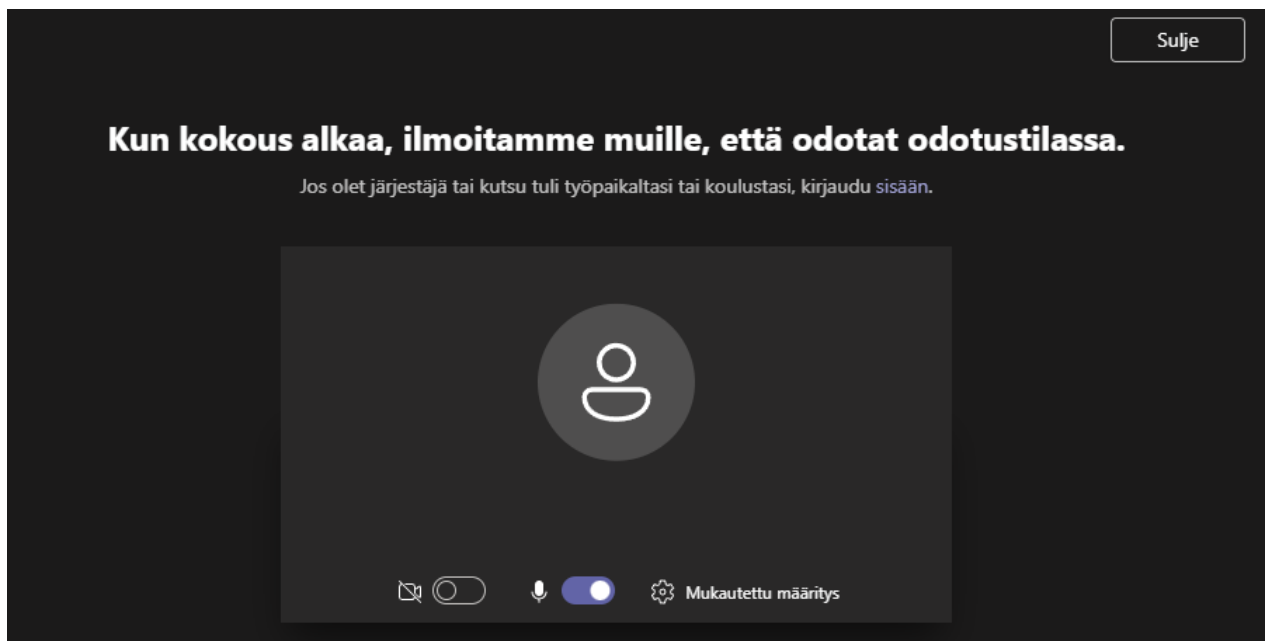 Sulje
Kun kokous alkaa, ilmoitamme muille, että odotat odotustilassa.
Jos olet järjestäjä tai kutsu tuli työpaikaltasi tai koulustasi, kirjaudu sisään.
Mukautettu määritys